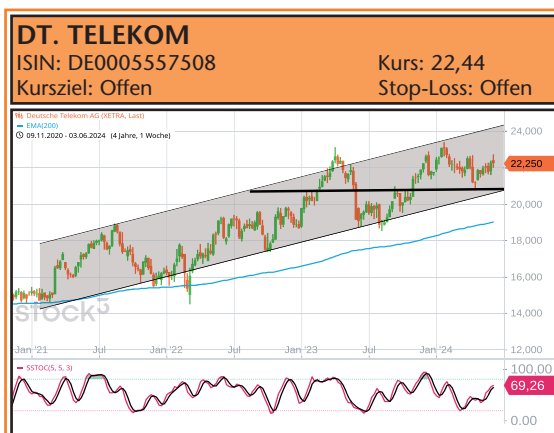 DT. TELEKOM
ISIN: DE0005557508
Kurs: 22,44
Kursziel: Offen
Stop-Loss: Offen
Deutsche Telekom AG (XETRA, Last)
EMA(200)
09.11.2020 - 03.06.2024 (4 Jahre, 1 Woche)
24,000
22,250
20,000
18,000
16,000
14,000
12,000
stock3
Jan '21
Jul
Jan '22
Jul
Jan '23
Jul
Jan '24
SSTOC(5, 5, 3)
100,00
69,26
0.00